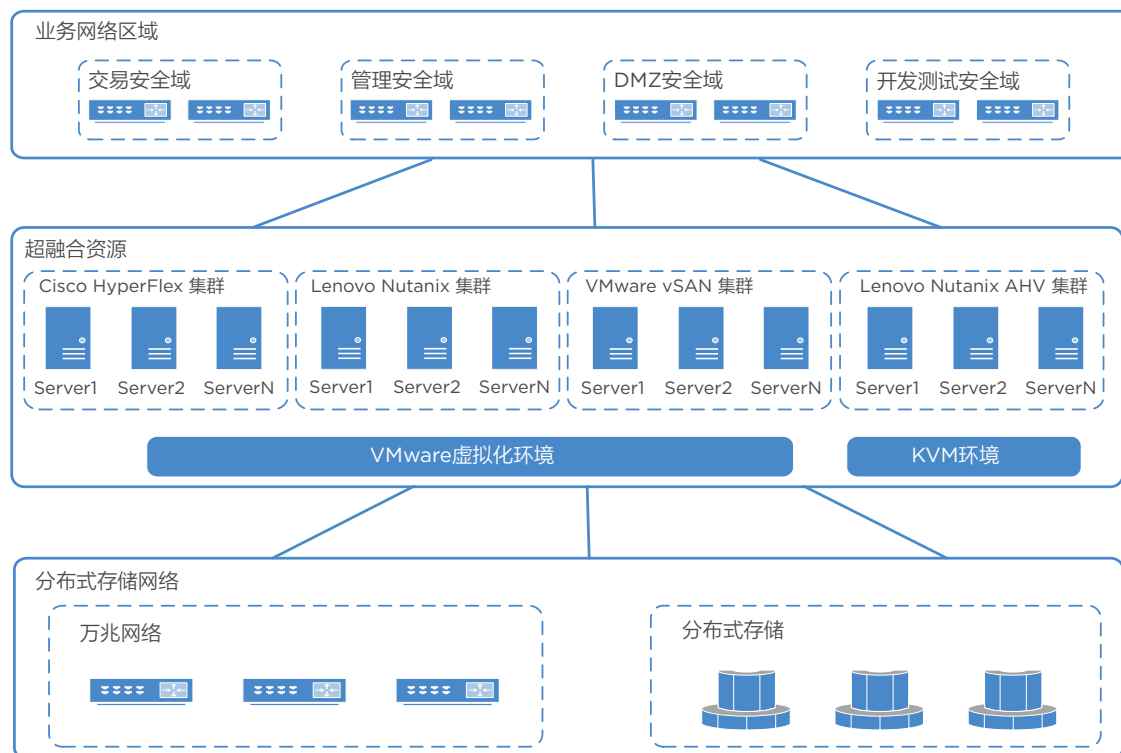 业务网络区域
交易安全域
管理安全域
DMZ安全域
开发测试安全域
超融合资源
Cisco HyperFlex 集群
Lenovo Nutanix 集群
VMware vSAN 集群
Lenovo Nutanix AHV 集群
Server1 Server2 ServerN
Server1 Server2 ServerN
Server1 Server2 ServerN
Server1 Server2 ServerN
VMware虚拟化环境
KVM环境
分布式存储网络
万兆网络
分布式存储